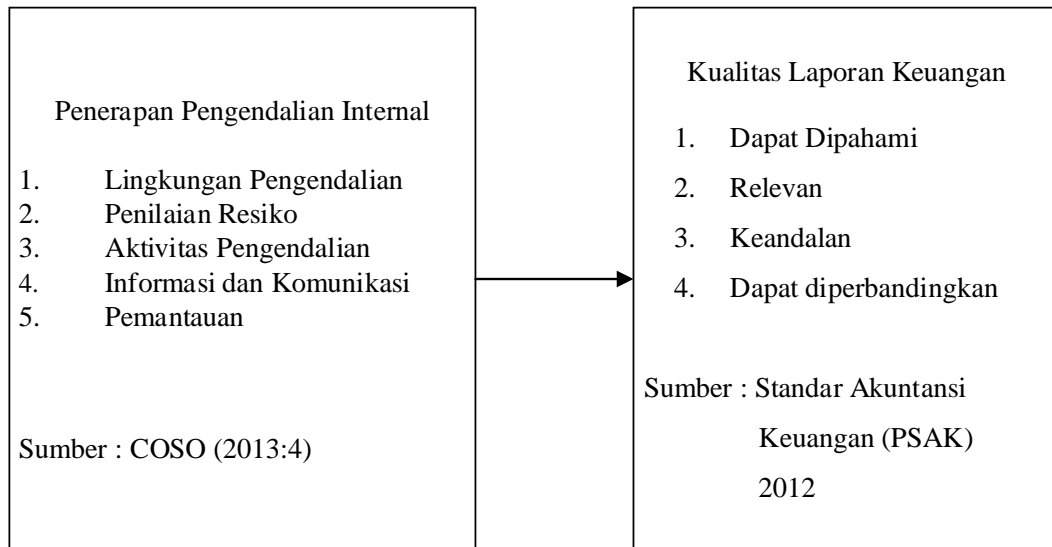 Penerapan Pengendalian Internal
1. Lingkungan Pengendalian
2. Penilaian Resiko
3. Aktivitas Pengendalian
4. Informasi dan Komunikasi
5. Pemantauan
Sumber : COSO (2013:4)
Kualitas Laporan Keuangan
1. Dapat Dipahami
2. Relevan
3. Keandalan
4. Dapat diperbandingkan
Sumber : Standar Akuntansi
Keuangan (PSAK)
2012